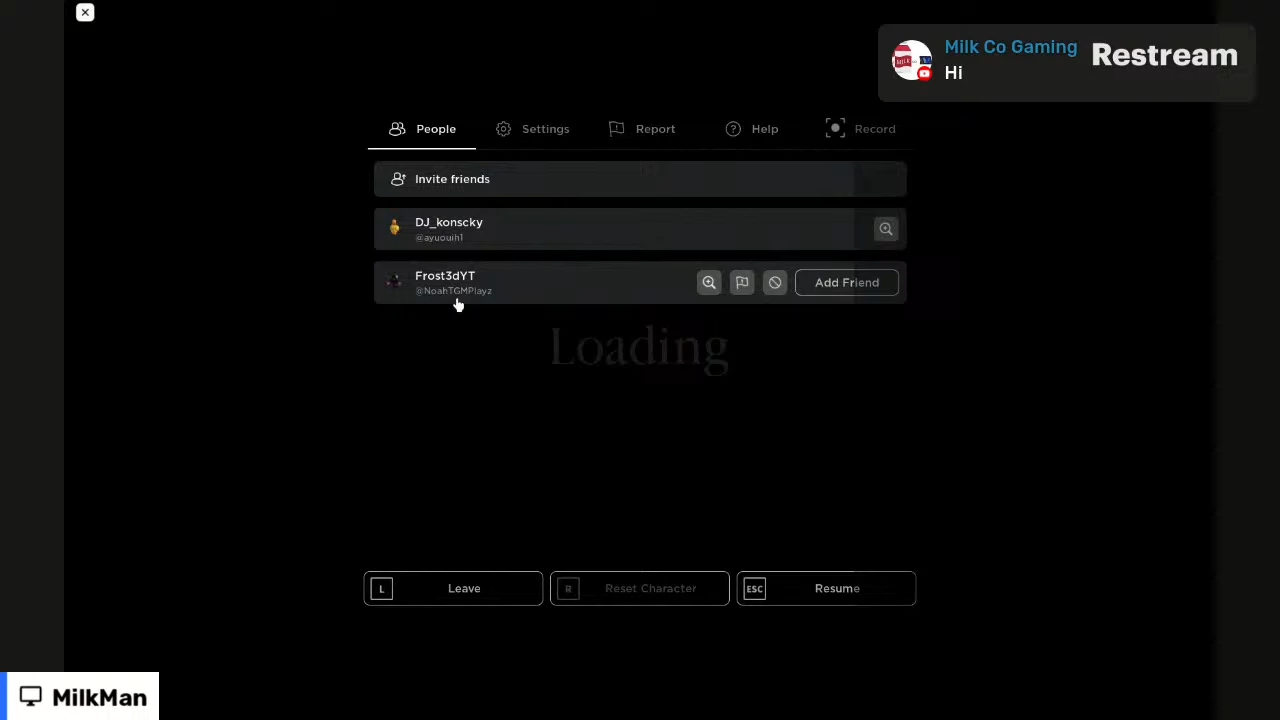 Milk Co Gaming
Hi
Restream
People
Settings
Report
Help
Record
Invite friends
DJ_konscky
@ayuouih1
Frost3dYT
@NoahTGMPlayz
Add Friend
Loading
L
Leave
R
Reset Character
ESC
Resume
MilkMan